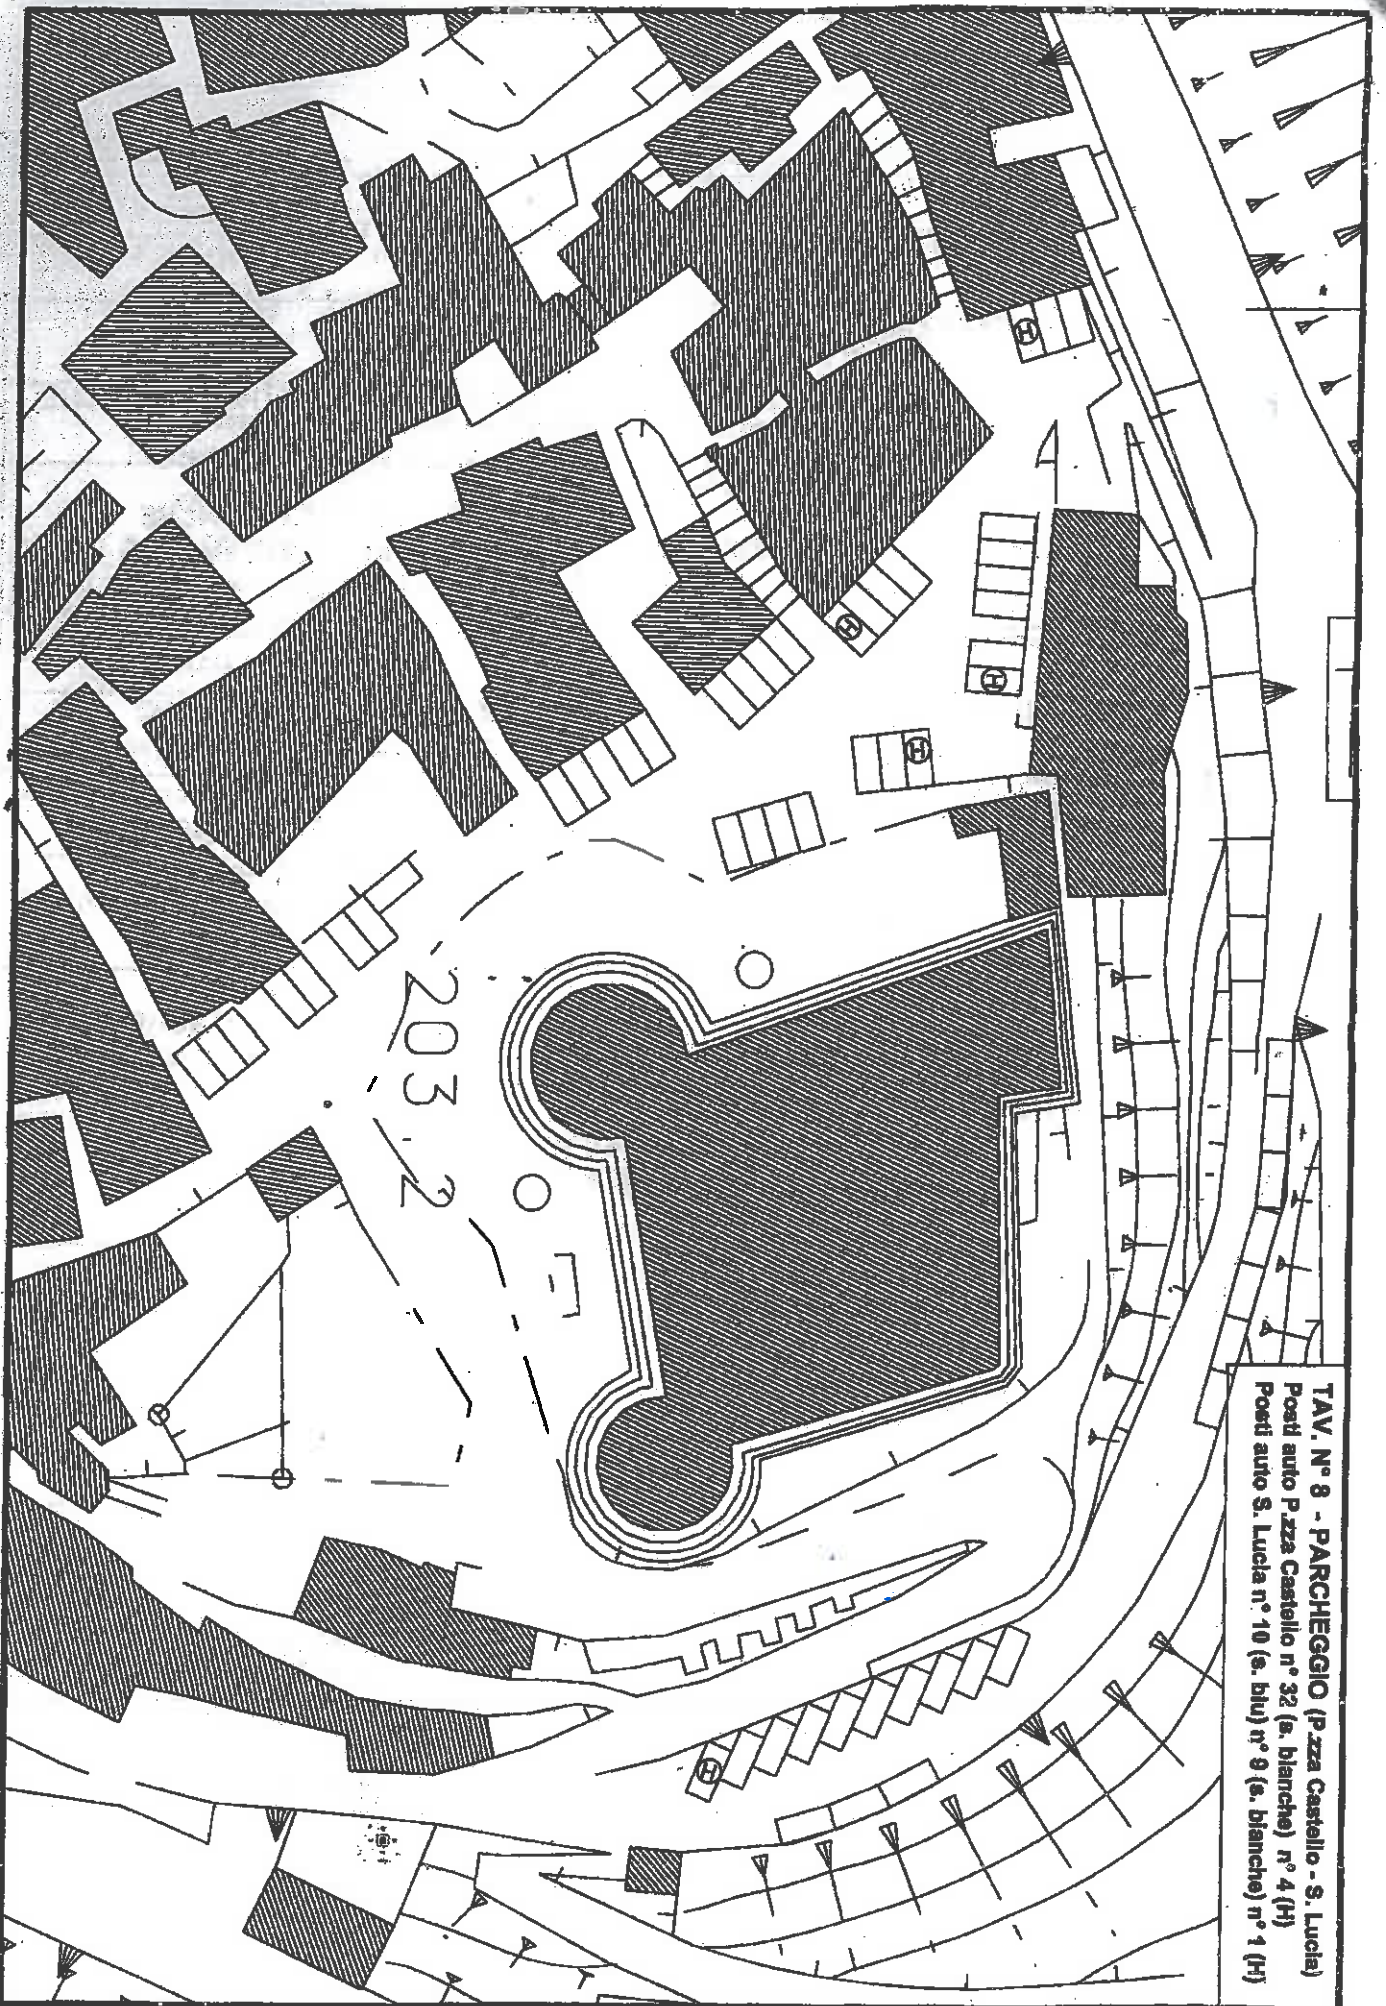 TAV. N° 8 - PARCHEGGIO (P.zza Castello - S. Lucia)
Posti auto P.zza Castello n° 32 (s. bianche) n° 4 (H)
Posti auto S. Lucia n° 10 (s. blu) n° 9 (s. bianche) n° 1 (H)
203 2
H
H
H
H
H